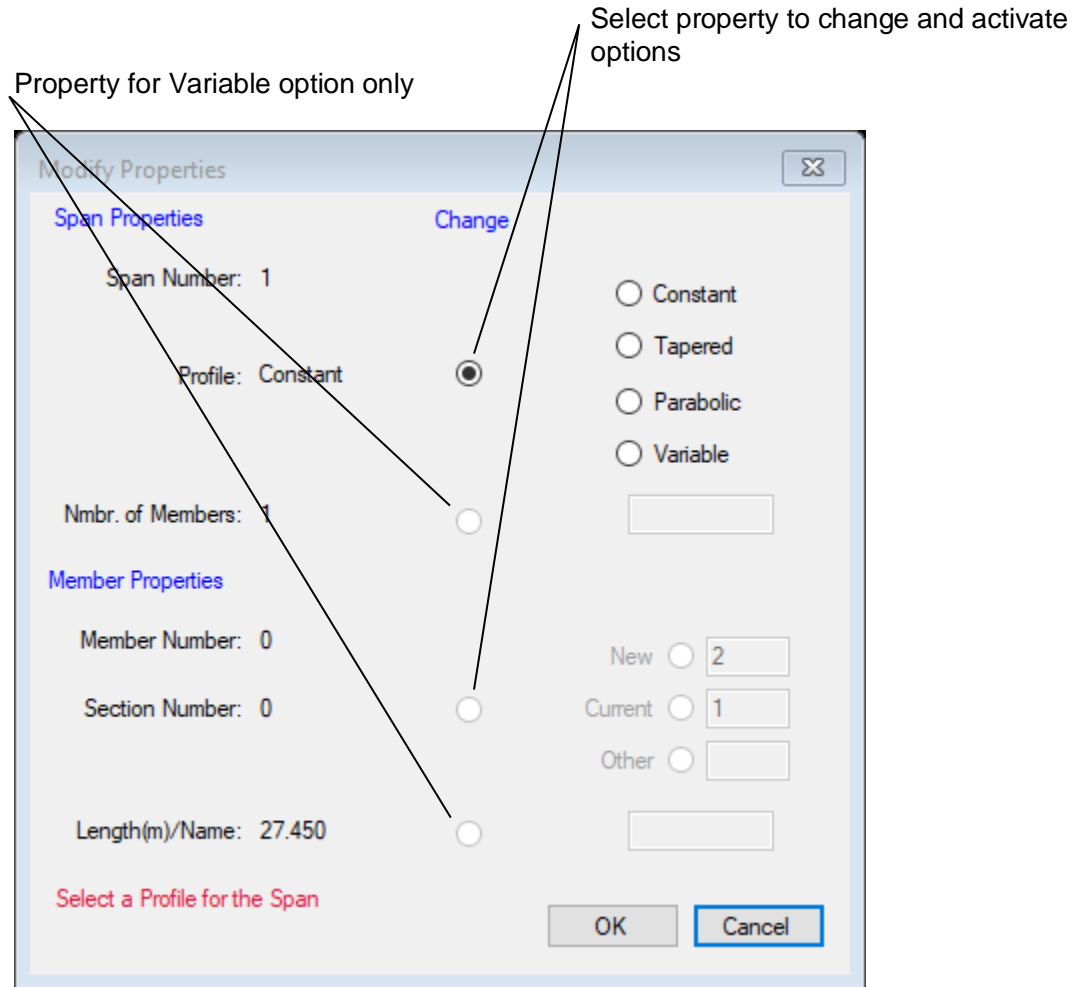 Select property to change and activate
options
Property for Variable option only
Modify Properties
Span Properties Change
Span Number: 1
Constant
Tapered
Profile: Constant
Parabolic
Variable
Nmbr. of Members: 1
Member Properties
Member Number: 0
New 2
Section Number: 0
Current 1
Other
Length(m)/Name: 27.450
Select a Profile for the Span
OK Cancel